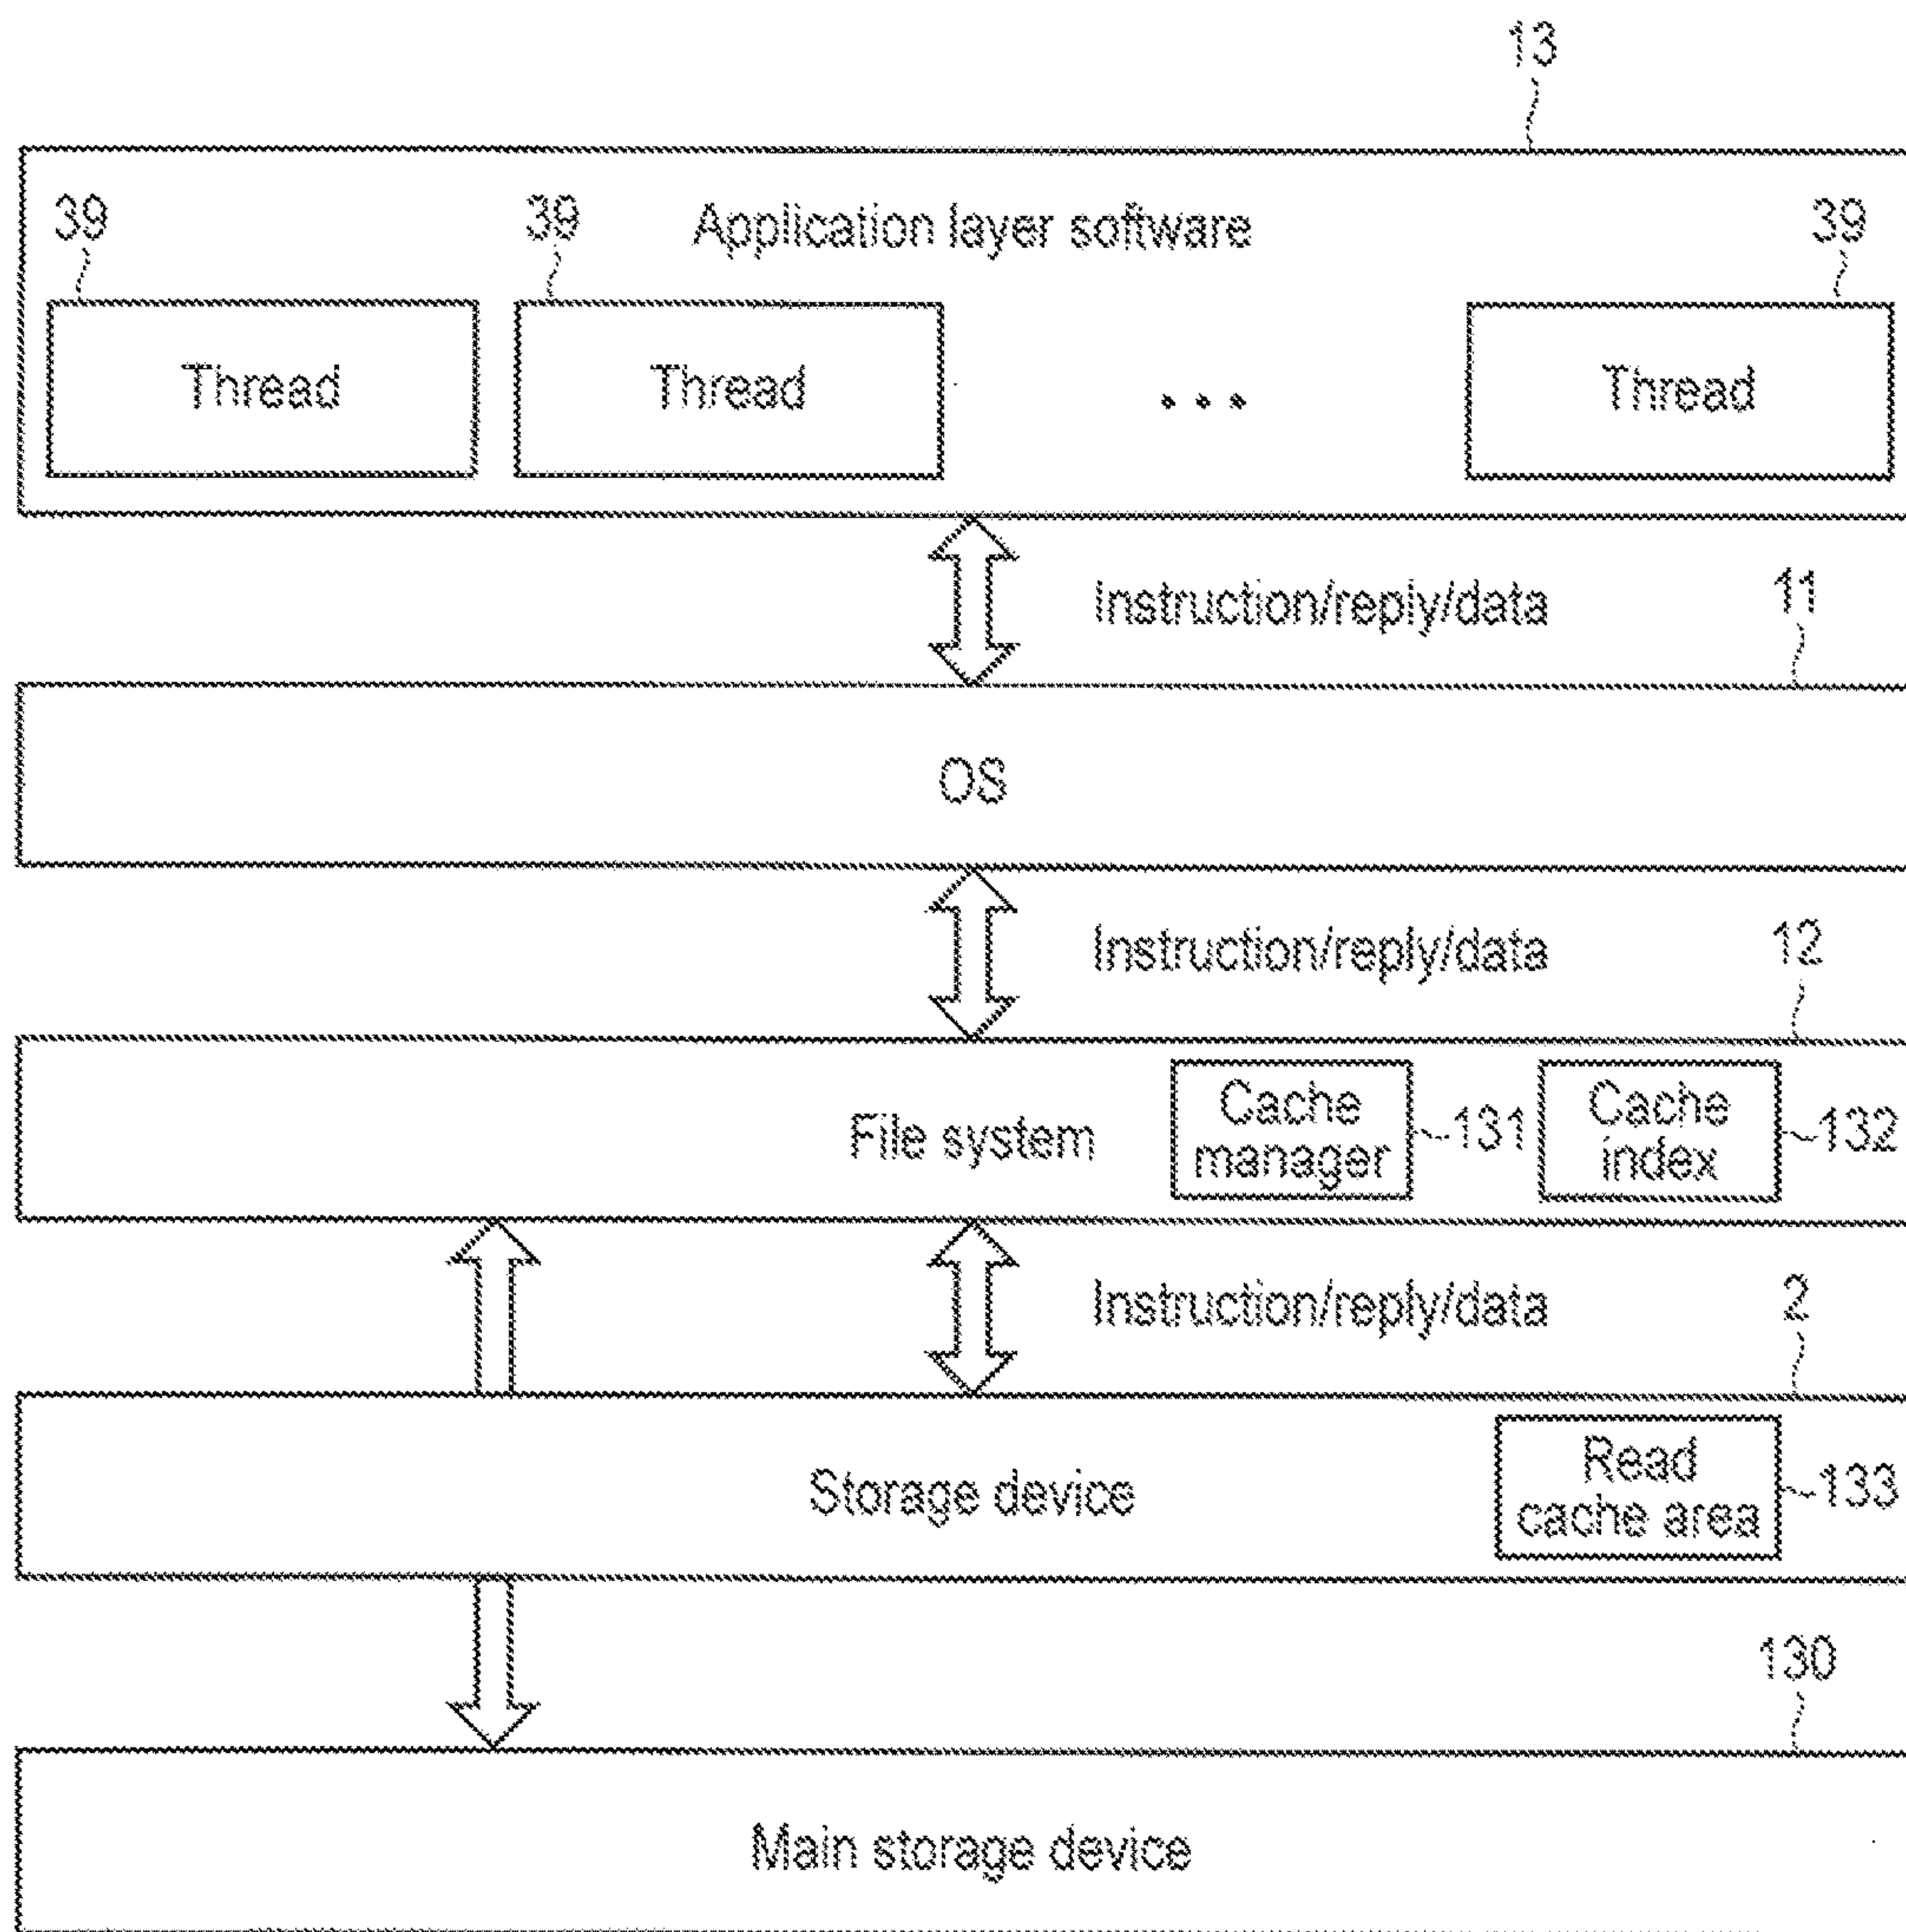 13
39
39
Application layer software
39
Thread
Thread
...
Thread
Instruction/reply/data
11
OS
Instruction/reply/data
12
File system
Cache
manager
131
Cache
index
132
Instruction/reply/data
2
Storage device
Read
cache area
133
130
Main storage device